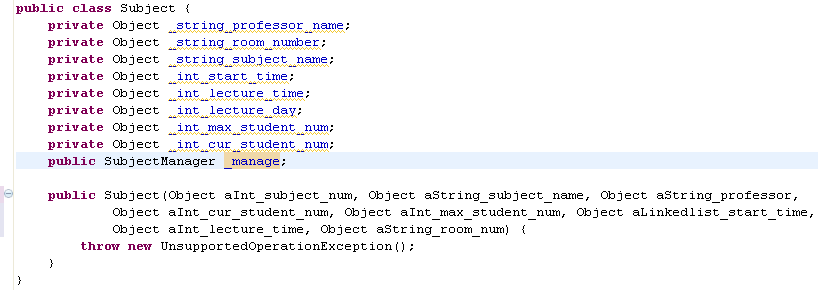 public class Subject {
    private Object _string_professor_name;
    private Object _string_room_number;
    private Object _string_subject_name;
    private Object _int_start_time;
    private Object _int_lecture_time;
    private Object _int_lecture_day;
    private Object _int_max_student_num;
    private Object _int_cur_student_num;
    public SubjectManager _manage;
    public Subject(Object aInt_subject_num, Object aString_subject_name, Object aString_professor,
            Object aInt_cur_student_num, Object aInt_max_student_num, Object aLinkedlist_start_time,
            Object aInt_lecture_time, Object aString_room_num) {
        throw new UnsupportedOperationException();
    }
}